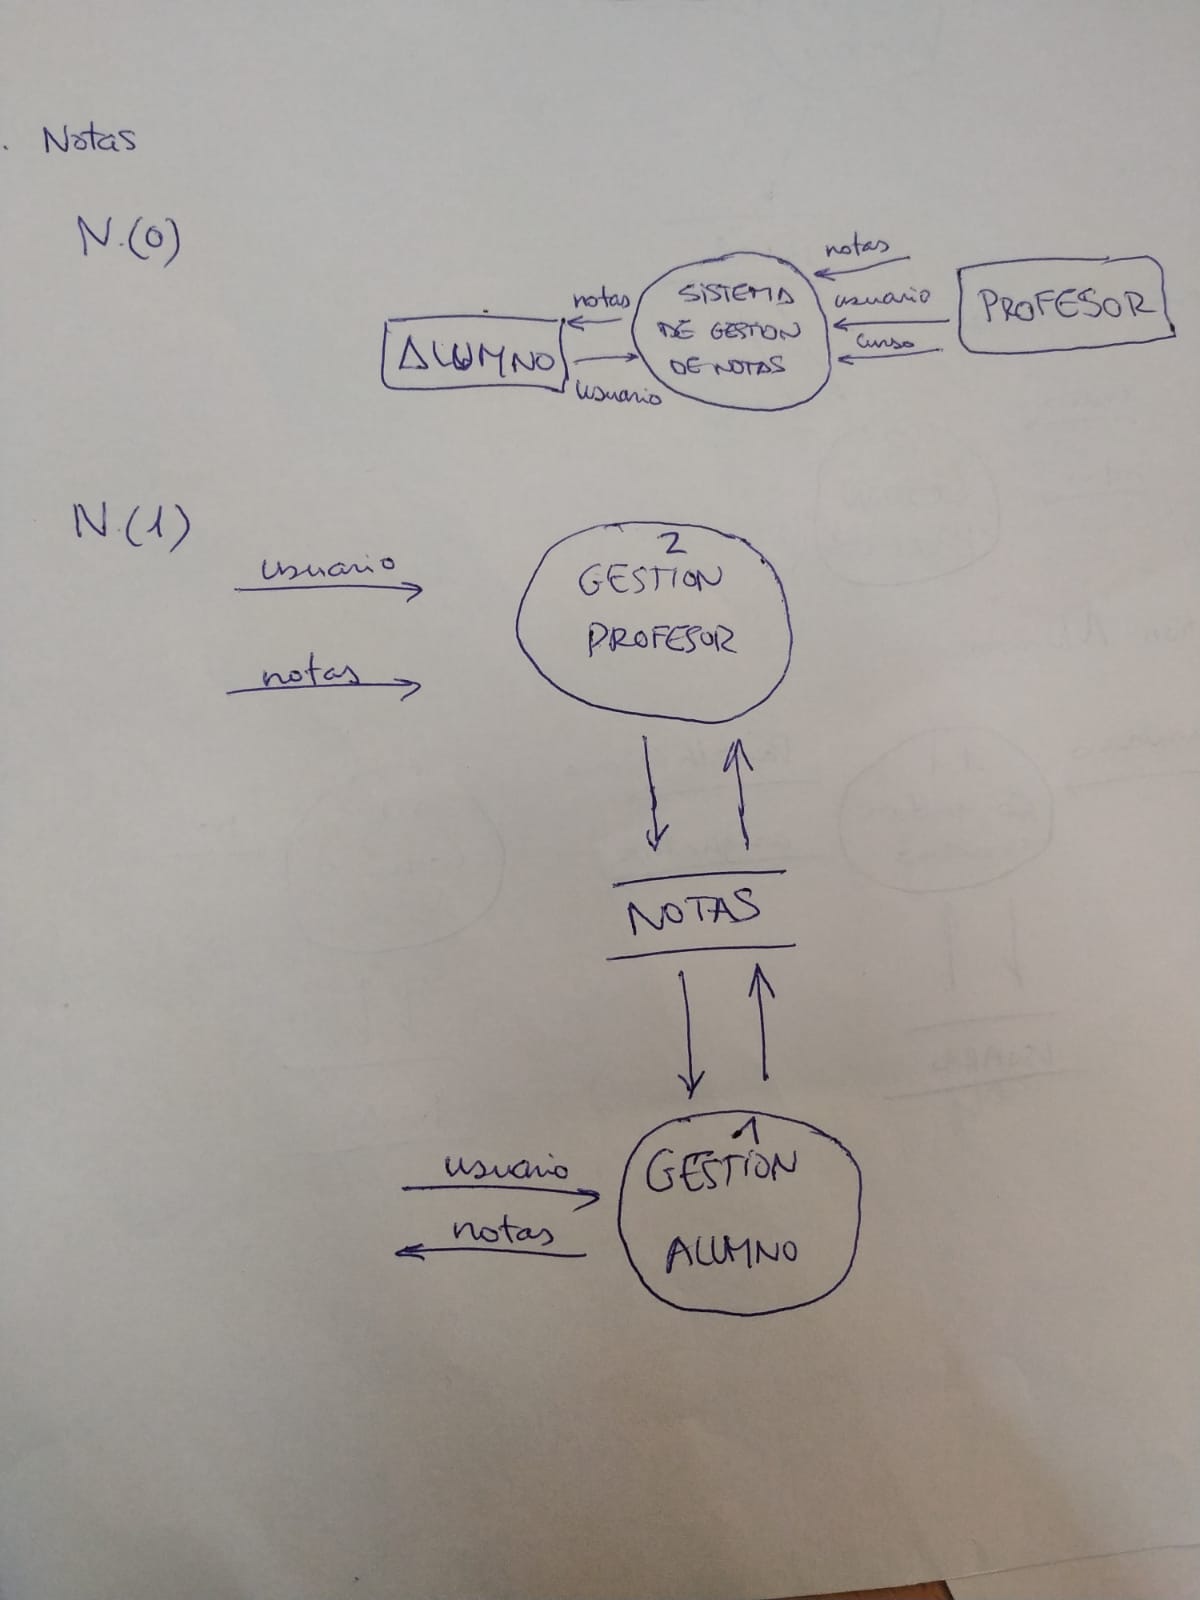 . Notas
N.(0)
notas
SISTEMA
DE GESTION
DE NOTAS
notas
usuario
curso
PROFESOR
ALUMNO
usuario
N.(1)
usuario
notas
2
GESTION
PROFESOR
NOTAS
1
GESTION
ALUMNO
usuario
notas